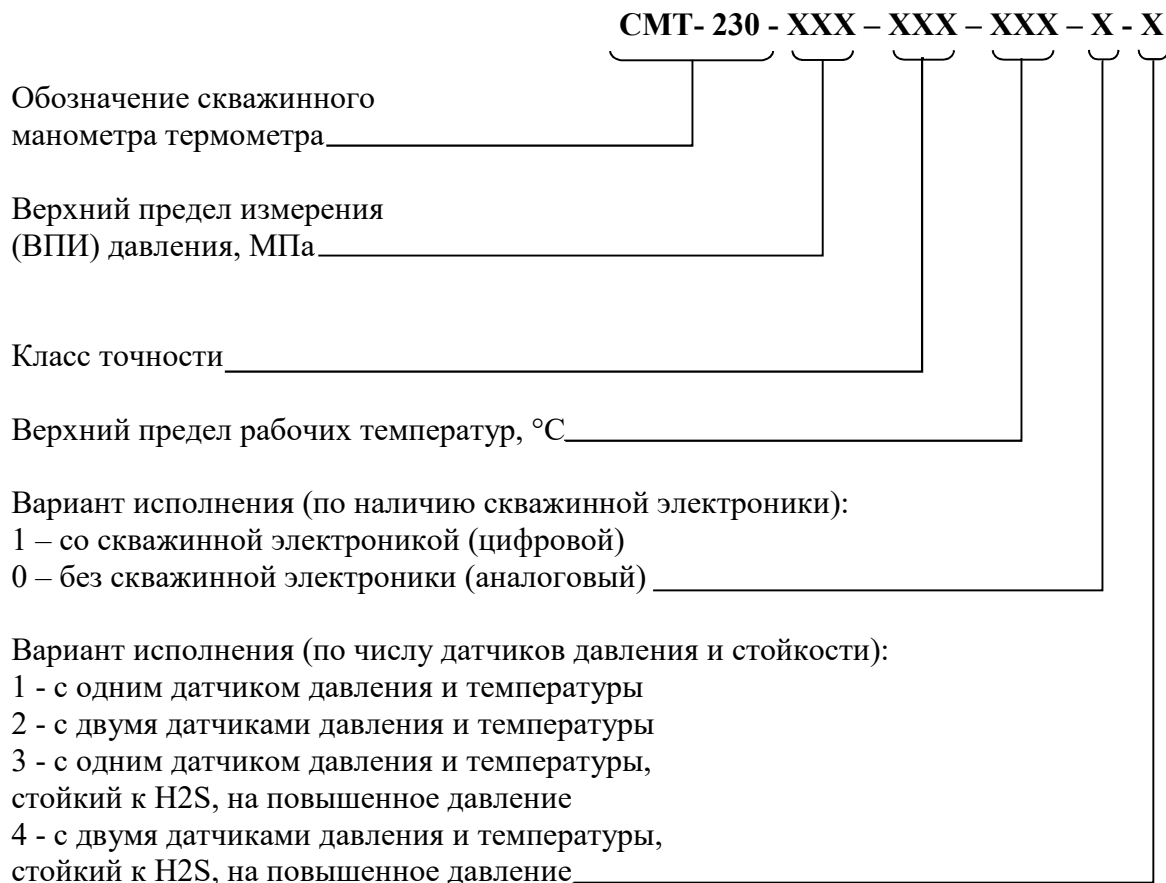 СМТ- 230 - ХХХ – ХХХ – ХХХ – Х - Х
Обозначение скважинного
манометра термометра
Верхний предел измерения
(ВПИ) давления, МПа
Класс точности
Верхний предел рабочих температур, °С
Вариант исполнения (по наличию скважинной электроники):
1 – со скважинной электроникой (цифровой)
0 – без скважинной электроники (аналоговый)
Вариант исполнения (по числу датчиков давления и стойкости):
1 - с одним датчиком давления и температуры
2 - с двумя датчиками давления и температуры
3 - с одним датчиком давления и температуры,
стойкий к H2S, на повышенное давление
4 - с двумя датчиками давления и температуры,
стойкий к H2S, на повышенное давление